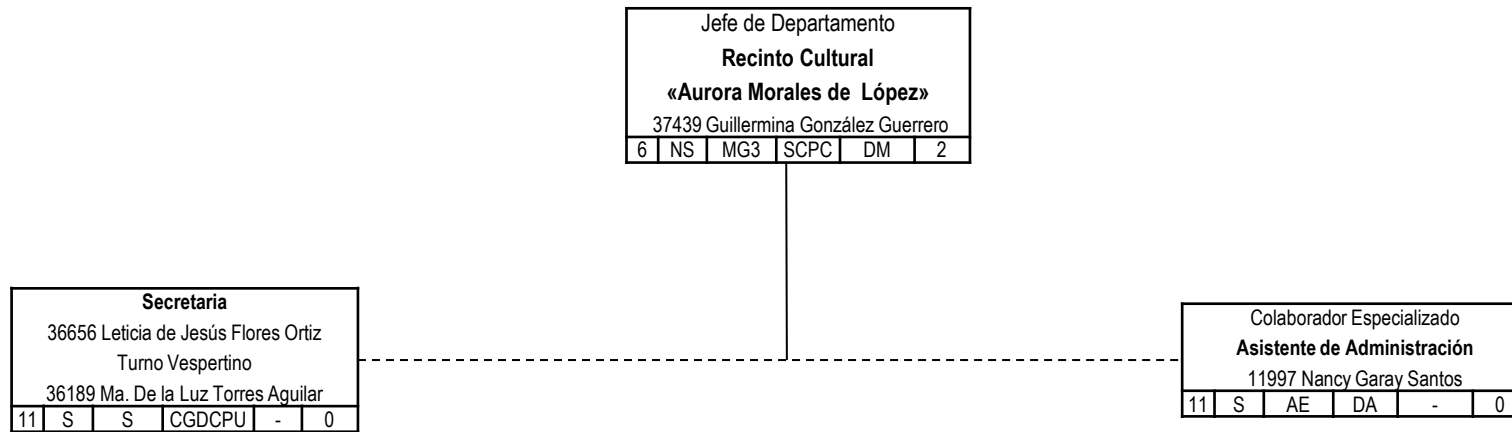 Jefe de Departamento
Recinto Cultural
«Aurora Morales de López»
37439 Guillermina González Guerrero
6 NS MG3 SCPC DM 2
Secretaria
36656 Leticia de Jesús Flores Ortiz
Turno Vespertino
36189 Ma. De la Luz Torres Aguilar
11 S S CGDCPU - 0
Colaborador Especializado
Asistente de Administración
11997 Nancy Garay Santos
11 S AE DA - 0